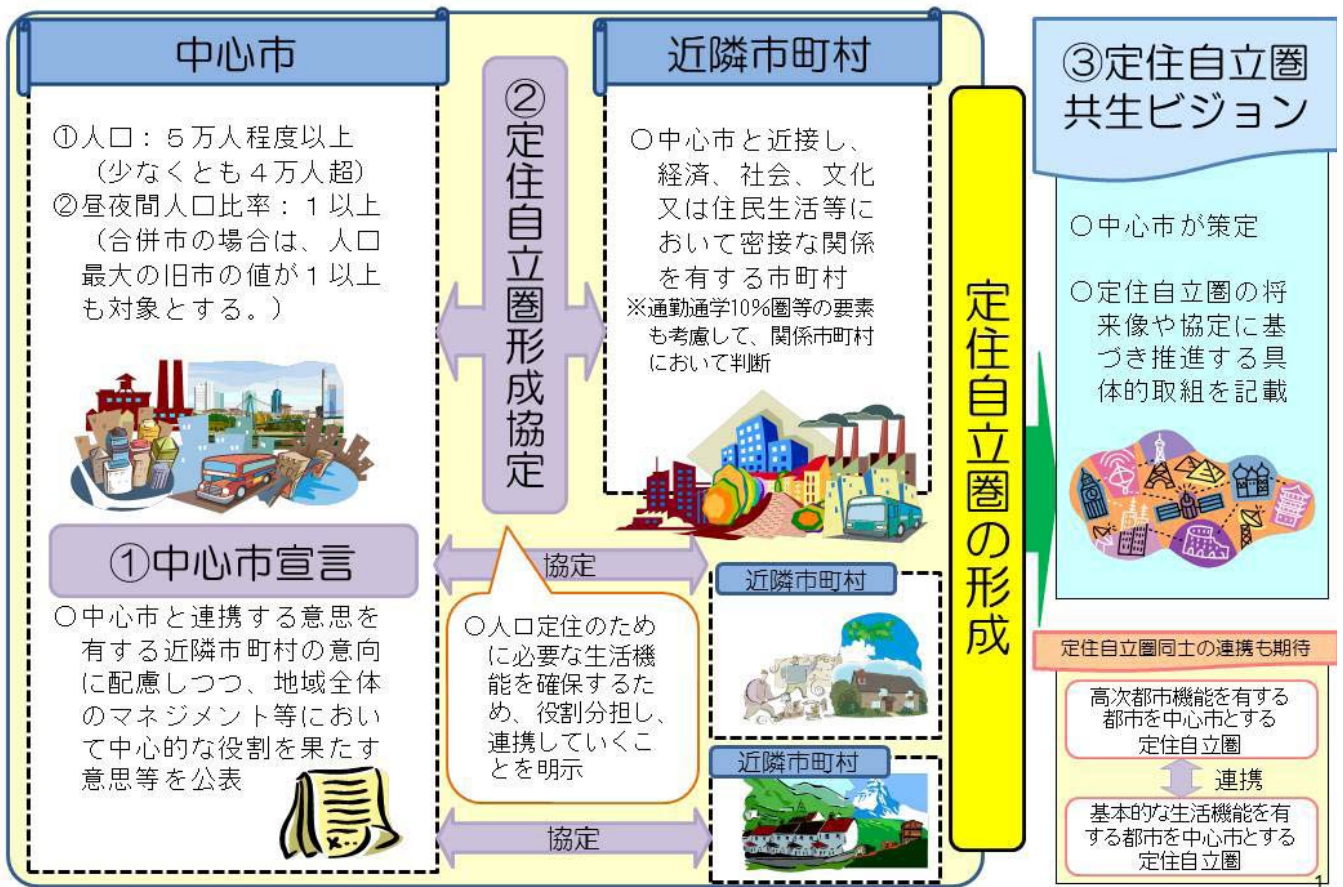 中心市
①人口：５万人程度以上
（少なくとも４万人超）
②昼夜間人口比率：１以上
（合併市の場合は、人口
最大の旧市の値が１以上
も対象とする。）
①中心市宣言
○中心市と連携する意思を
有する近隣市町村の意向
に配慮しつつ、地域全体
のマネジメント等におい
て中心的な役割を果たす
意思等を公表
②定住自立圏形成協定
協定
○人口定住のため
に必要な生活機
能を確保するた
め、役割分担し、
連携していくこ
とを明示
協定
近隣市町村
○中心市と近接し、
経済、社会、文化
又は住民生活等に
おいて密接な関係
を有する市町村
※通勤通学10%圏等の要素
も考慮して、関係市町村
において判断
近隣市町村
近隣市町村
定住自立圏の形成
③定住自立圏
共生ビジョン
○中心市が策定
○定住自立圏の将
来像や協定に基
づき推進する具
体的取組を記載
定住自立圏同士の連携も期待
高次都市機能を有する
都市を中心市とする
定住自立圏
連携
基本的な生活機能を有
する都市を中心市とする
定住自立圏
1